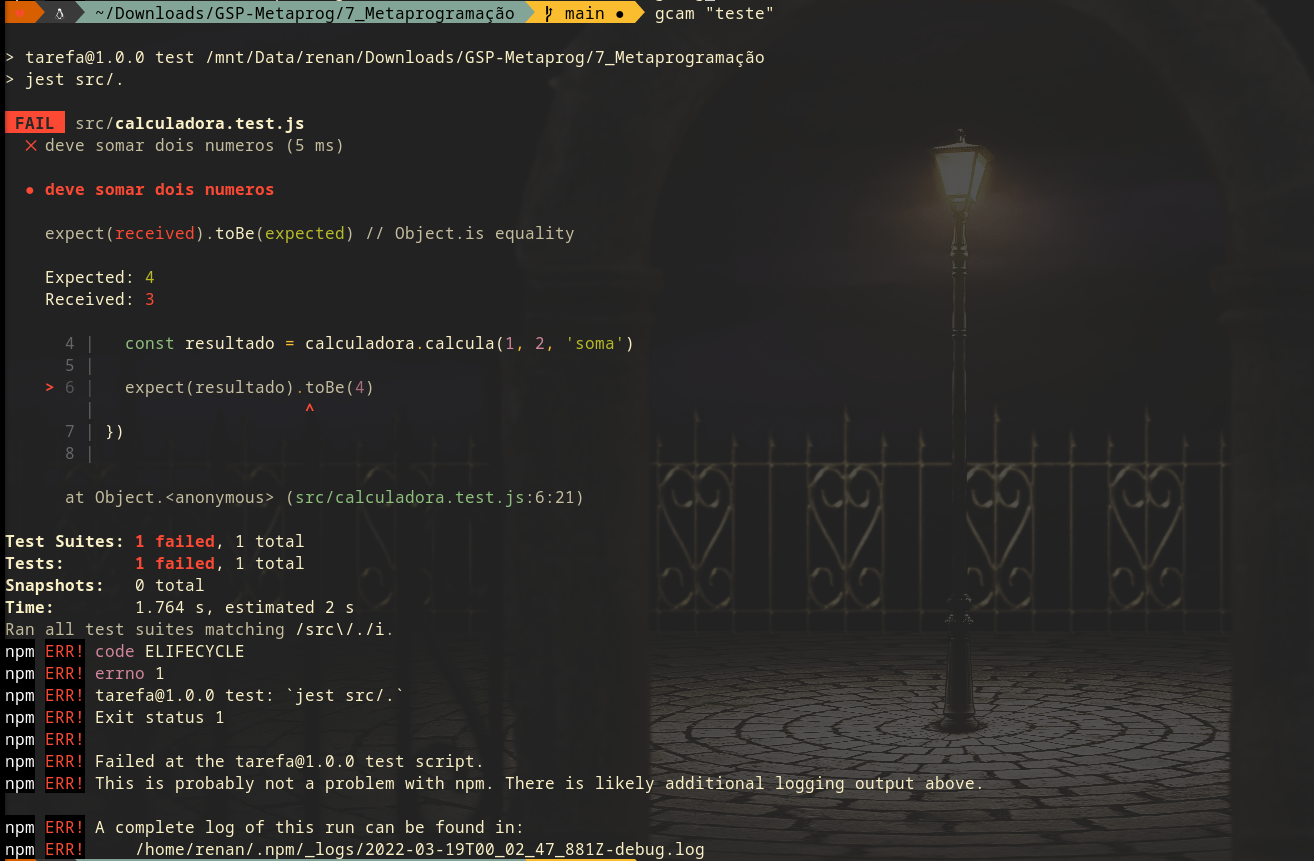 ~/Downloads/GSP-Metaprog/7_Metaprogramação main ● gcam "teste"
> tarefa@1.0.0 test /mnt/Data/renan/Downloads/GSP-Metaprog/7_Metaprogramação
> jest src/.
FAIL src/calculadora.test.js
✕ deve somar dois numeros (5 ms)
● deve somar dois numeros
expect(received).toBe(expected) // Object.is equality
Expected: 4
Received: 3
4 | const resultado = calculadora.calcula(1, 2, 'soma')
5 |
> 6 | expect(resultado).toBe(4)
| ^
7 | })
8 |
at Object.<anonymous> (src/calculadora.test.js:6:21)
Test Suites: 1 failed, 1 total
Tests: 1 failed, 1 total
Snapshots: 0 total
Time: 1.764 s, estimated 2 s
Ran all test suites matching /src\/./i.
npm ERR! code ELIFECYCLE
npm ERR! errno 1
npm ERR! tarefa@1.0.0 test: `jest src/.`
npm ERR! Exit status 1
npm ERR!
npm ERR! Failed at the tarefa@1.0.0 test script.
npm ERR! This is probably not a problem with npm. There is likely additional logging output above.
npm ERR! A complete log of this run can be found in:
npm ERR! /home/renan/.npm/_logs/2022-03-19T00_02_47_881Z-debug.log